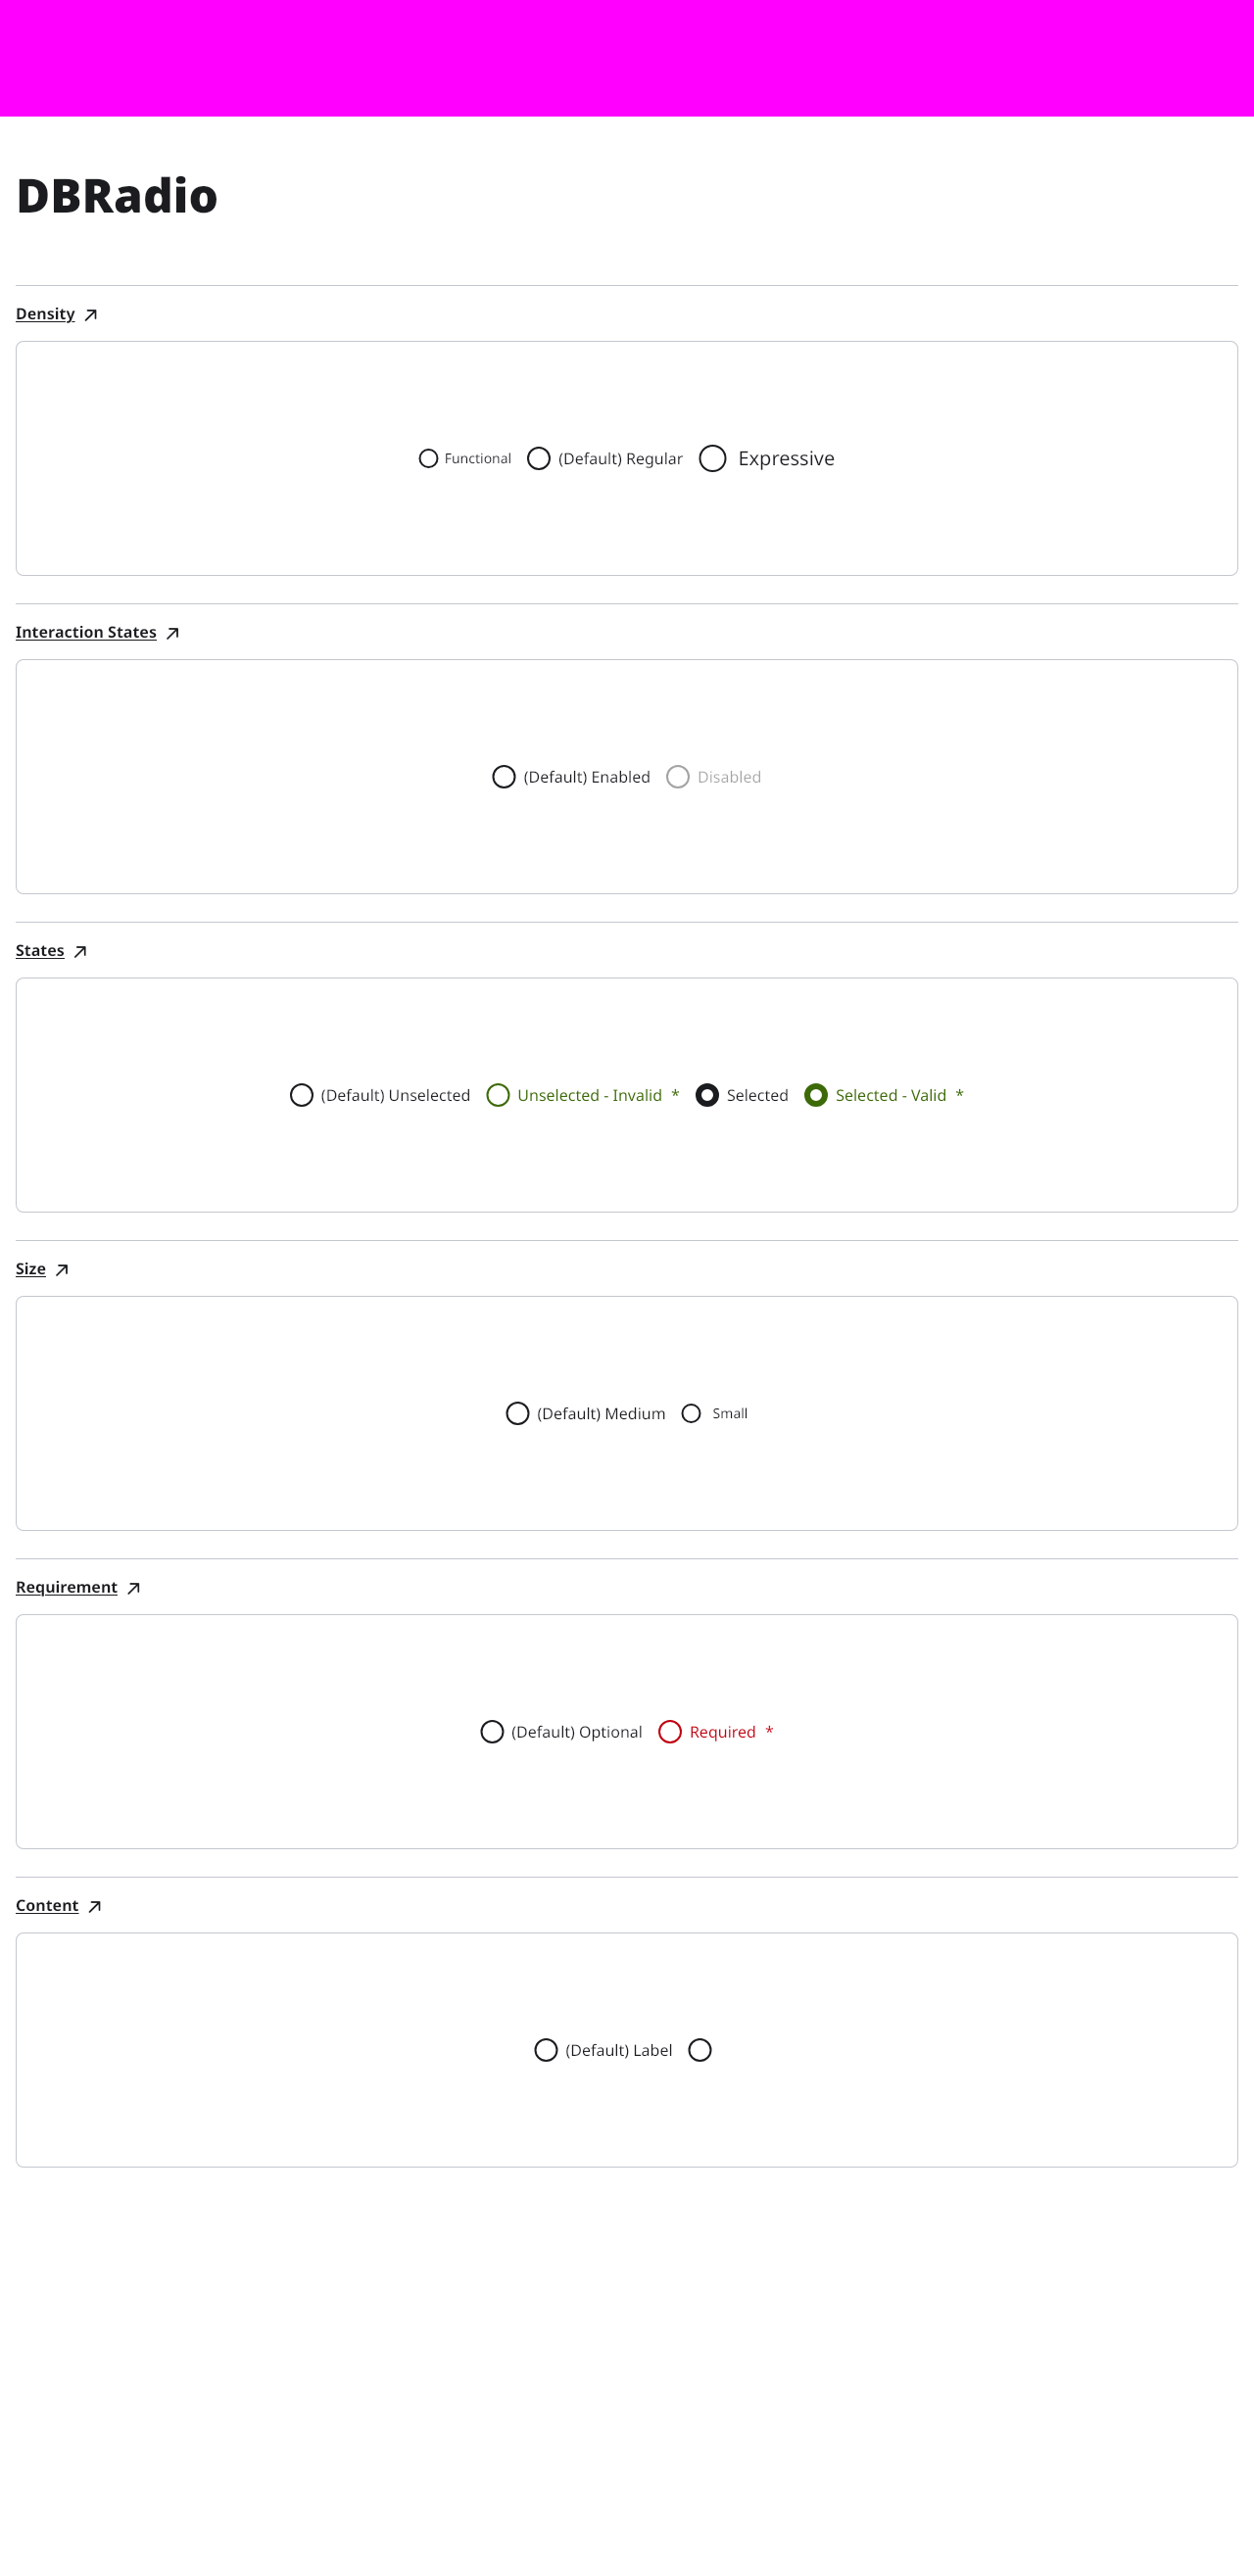 DBRadio
Density
Functional (Default) Regular Expressive
Interaction States
(Default) Enabled Disabled
States
(Default) Unselected Unselected - Invalid * Selected Selected - Valid *
Size
(Default) Medium Small
Requirement
(Default) Optional Required *
Content
(Default) Label